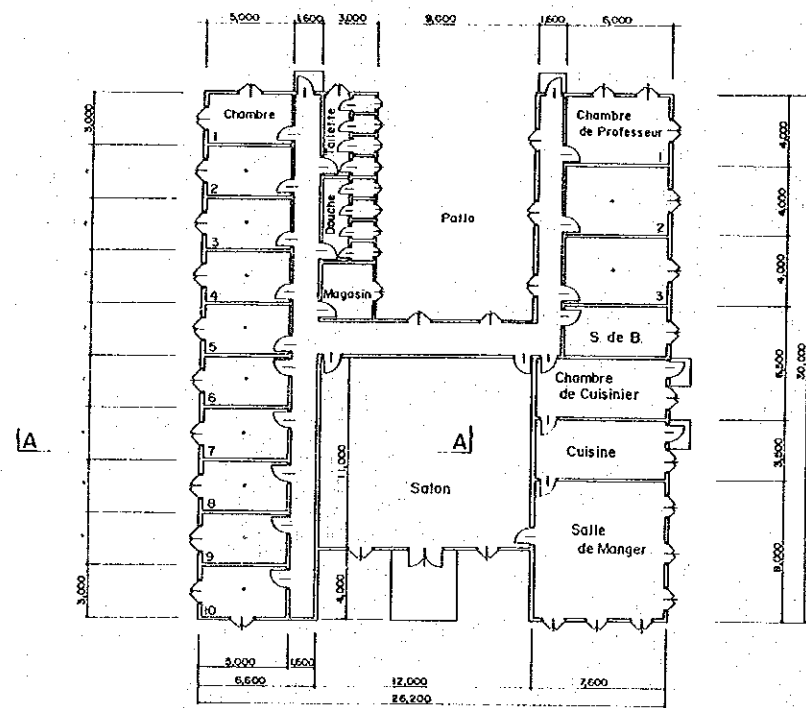 5,000 1,600 3,000 9,000 1,600 6,000
3,000
Chambre
1
2
3
4
5
6
7
8
9
10
Toilette
Douche
Magasin
Patio
Chambre
de Professeur
1
2
3
S. de B.
Chambre
de Cuisinier
Cuisine
Salle
de Manger
Salon
A
A
11,000
4,000
3,000
4,000
4,000
4,000
6,500
3,500
8,000
30,000
5,000 1,600
6,600 12,000 7,600
26,200